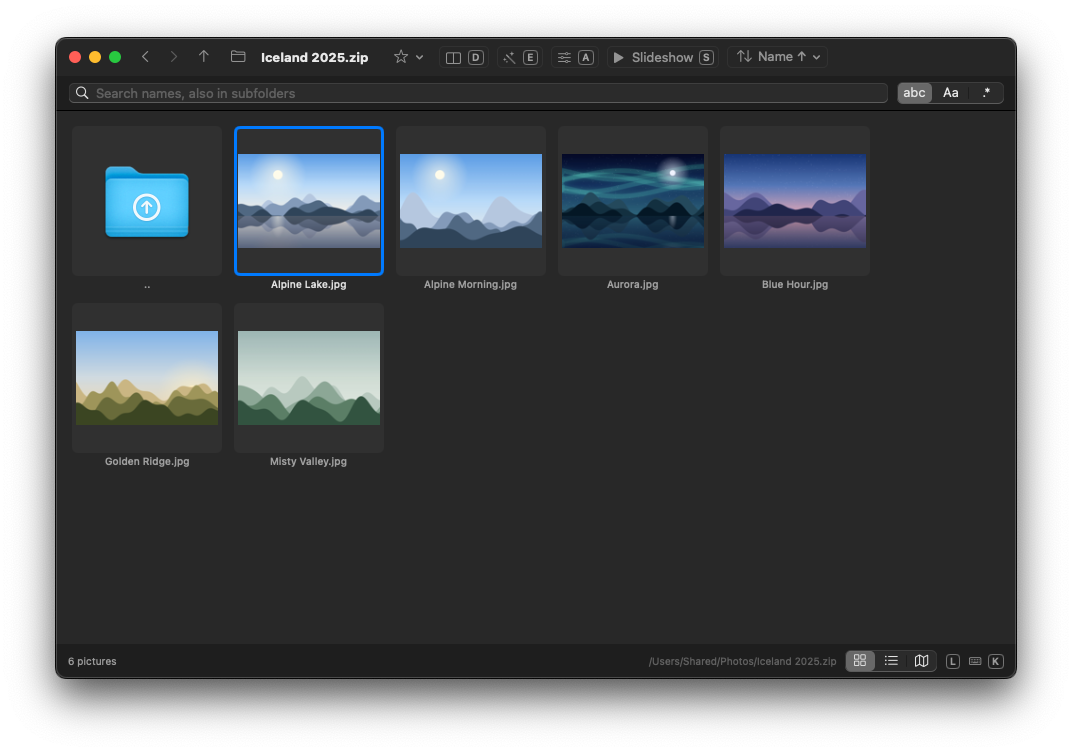 Iceland 2025.zip
D
E
A
Slideshow S
Name
Search names, also in subfolders
abc
Aa
.*
..
Alpine Lake.jpg
Alpine Morning.jpg
Aurora.jpg
Blue Hour.jpg
Golden Ridge.jpg
Misty Valley.jpg
6 pictures
/Users/Shared/Photos/Iceland 2025.zip
L
K